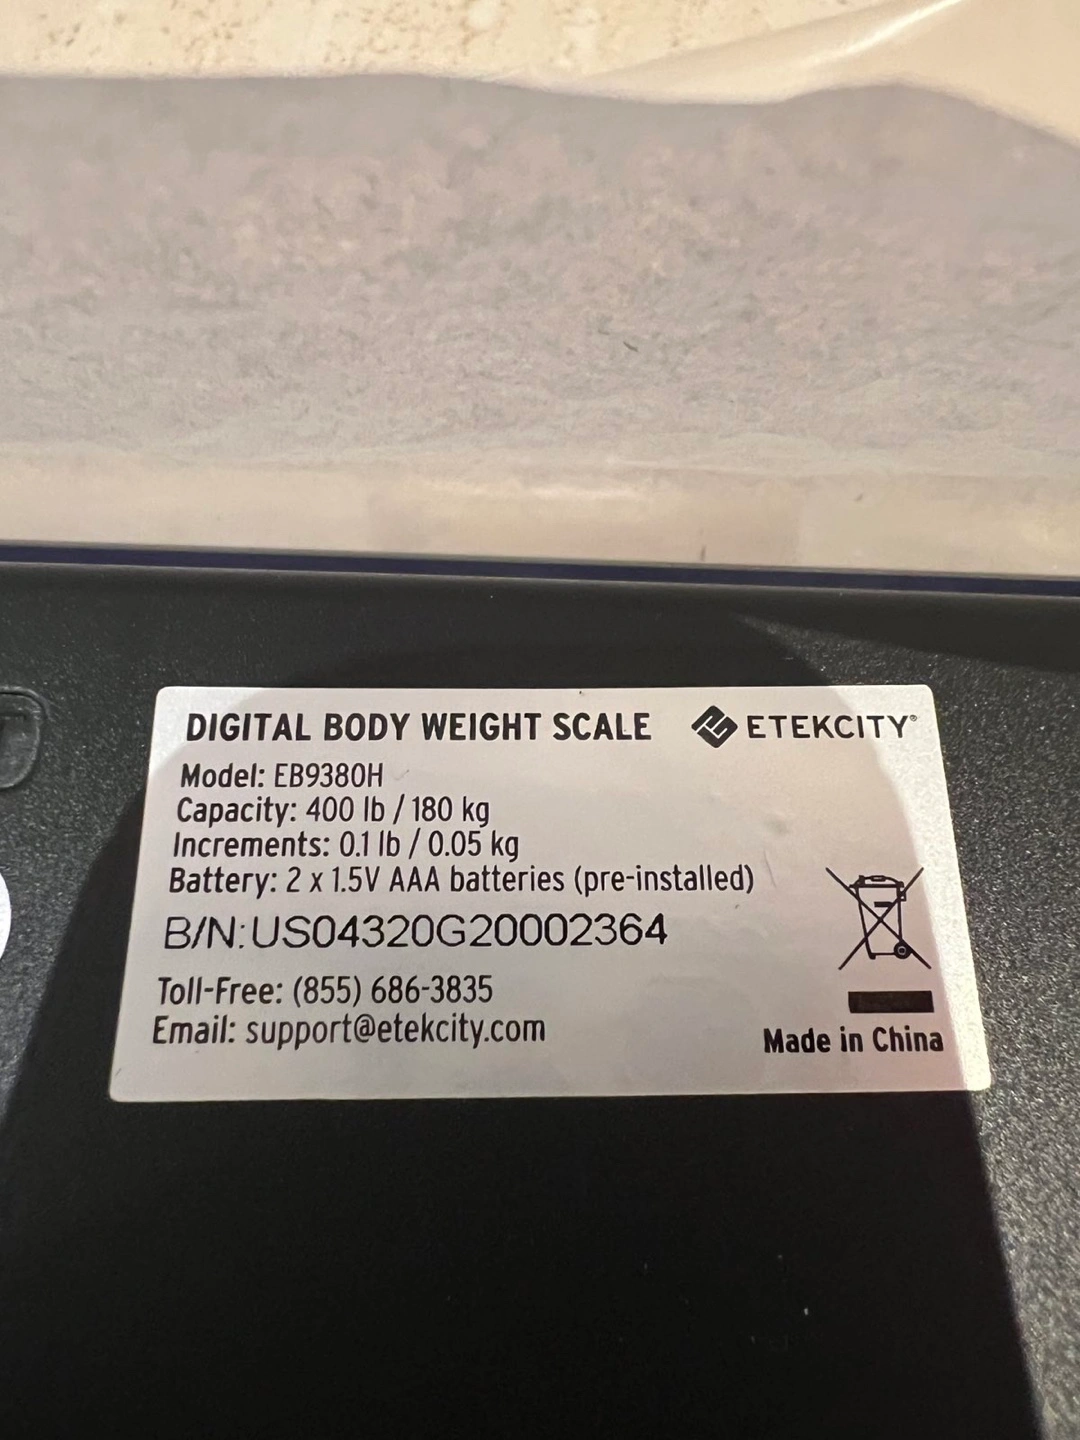 DIGITAL BODY WEIGHT SCALE ETEKCITY®
Model: EB9380H
Capacity: 400 lb / 180 kg
Increments: 0.1 lb / 0.05 kg
Battery: 2 x 1.5V AAA batteries (pre-installed)
B/N:US04320G20002364
Toll-Free: (855) 686-3835
Email: support@etekcity.com
Made in China